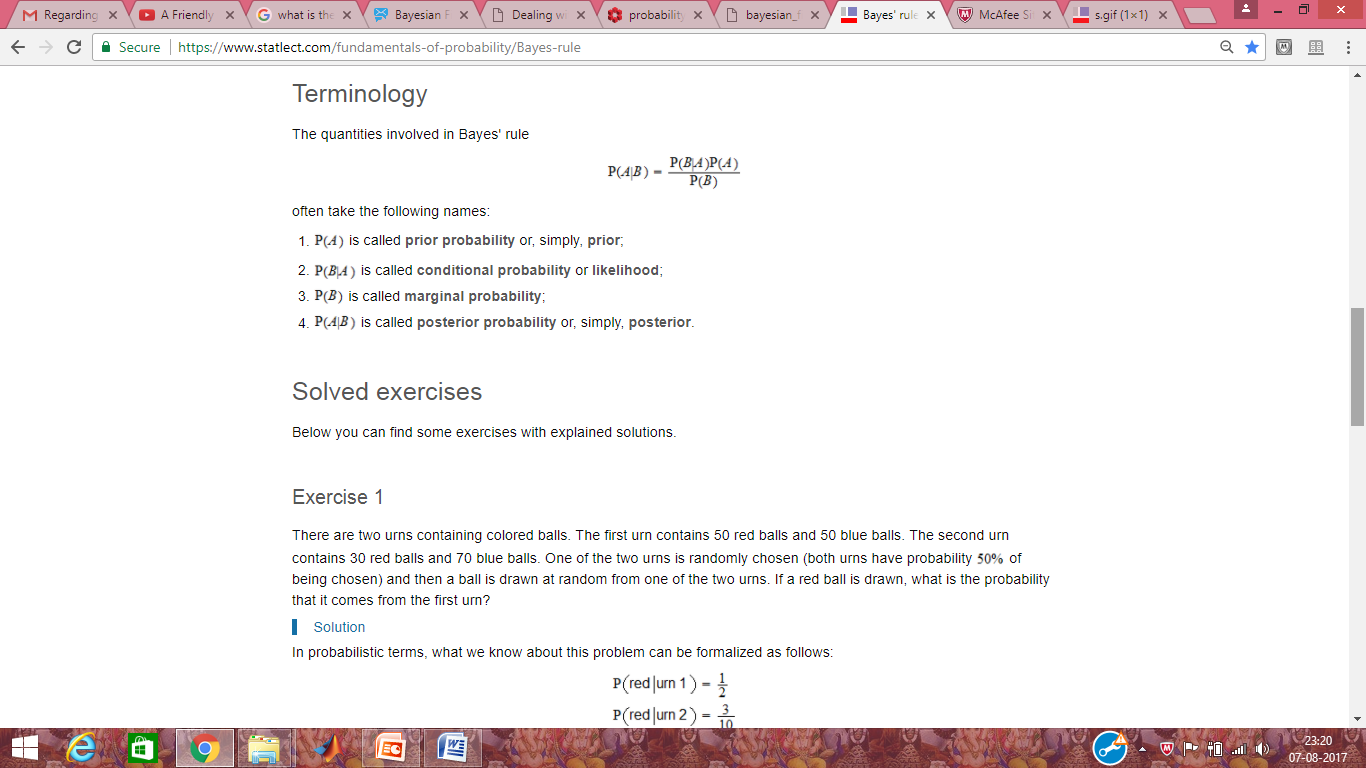 Regarding
A Friendly
what is the
Bayesian F
Dealing w
probability
bayesian_f
Bayes' rule
McAfee Si
s.gif (1×1)
Secure https://www.statlect.com/fundamentals-of-probability/Bayes-rule
Terminology
The quantities involved in Bayes' rule
P(A|B) = P(B|A)P(A) / P(B)
often take the following names:
1. P(A) is called prior probability or, simply, prior;
2. P(B|A) is called conditional probability or likelihood;
3. P(B) is called marginal probability;
4. P(A|B) is called posterior probability or, simply, posterior.
Solved exercises
Below you can find some exercises with explained solutions.
Exercise 1
There are two urns containing colored balls. The first urn contains 50 red balls and 50 blue balls. The second urn
contains 30 red balls and 70 blue balls. One of the two urns is randomly chosen (both urns have probability 50% of
being chosen) and then a ball is drawn at random from one of the two urns. If a red ball is drawn, what is the probability
that it comes from the first urn?
Solution
In probabilistic terms, what we know about this problem can be formalized as follows:
P(red|urn 1) = 1/2
P(red|urn 2) = 3/10
23:20
07-08-2017